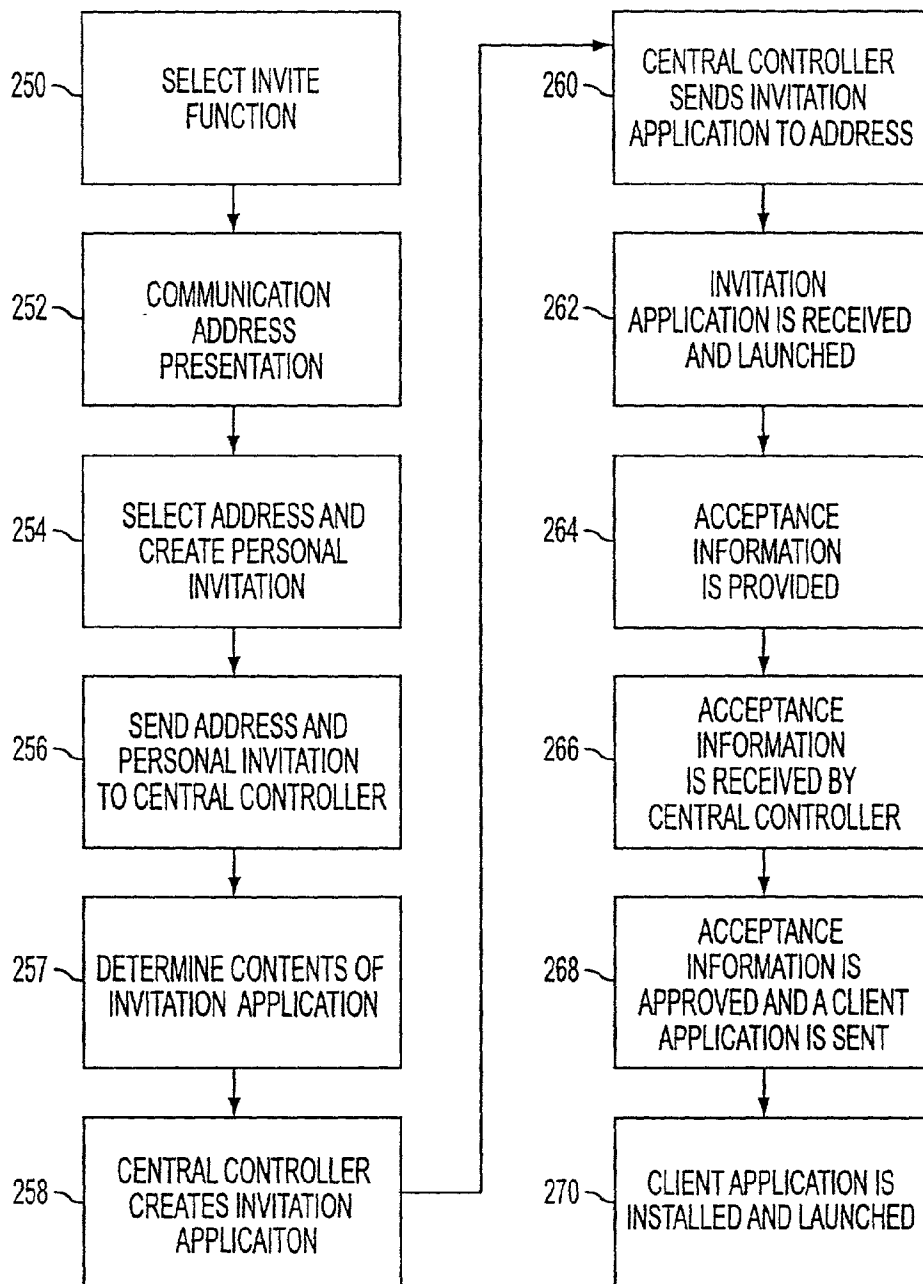 250
SELECT INVITE
FUNCTION
252
COMMUNICATION
ADDRESS
PRESENTATION
254
SELECT ADDRESS AND
CREATE PERSONAL
INVITATION
256
SEND ADDRESS AND
PERSONAL INVITATION
TO CENTRAL CONTROLLER
257
DETERMINE CONTENTS OF
INVITATION APPLICATION
258
CENTRAL CONTROLLER
CREATES INVITATION
APPLICAITON
260
CENTRAL CONTROLLER
SENDS INVITATION
APPLICATION TO ADDRESS
262
INVITATION
APPLICATION IS RECEIVED
AND LAUNCHED
264
ACCEPTANCE
INFORMATION
IS PROVIDED
266
ACCEPTANCE
INFORMATION
IS RECEIVED BY
CENTRAL CONTROLLER
268
ACCEPTANCE
INFORMATION IS
APPROVED AND A CLIENT
APPLICATION IS SENT
270
CLIENT APPLICATION IS
INSTALLED AND LAUNCHED